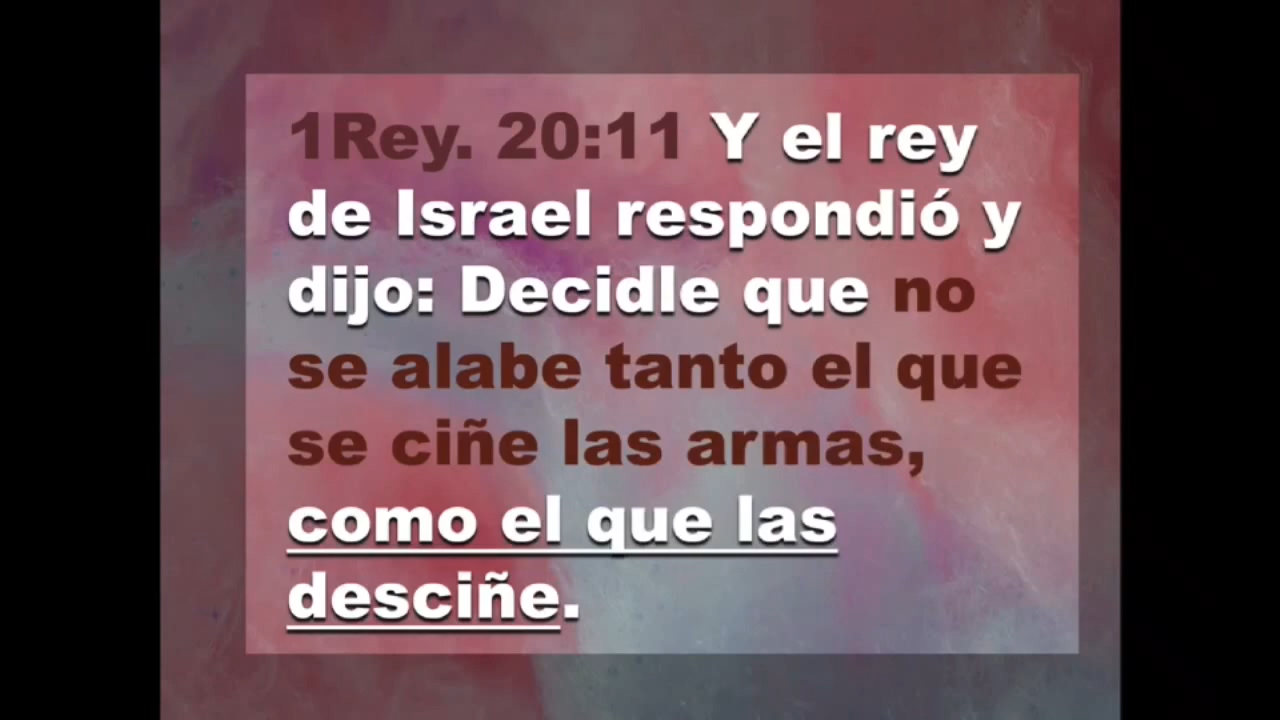 1Rey. 20:11 Y el rey
de Israel respondió y
dijo: Decidle que no
se alabe tanto el que
se ciñe las armas,
como el que las
desciñe.